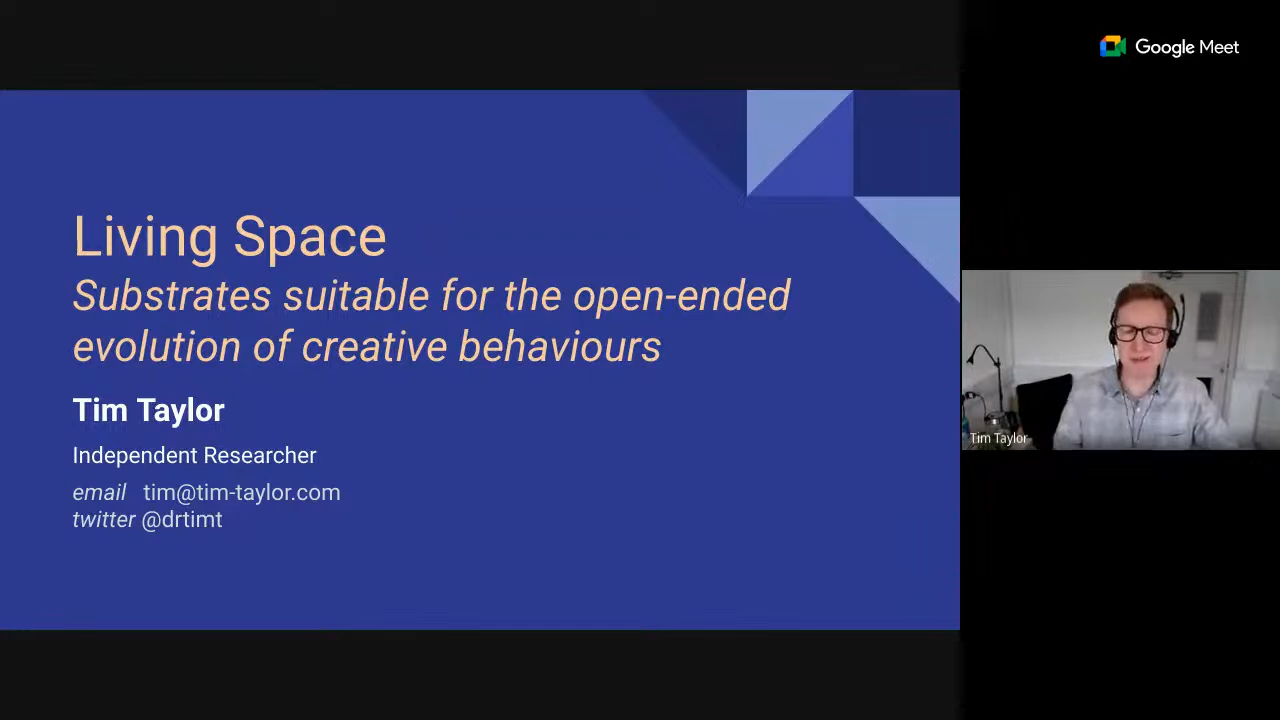 Google Meet
Living Space
Substrates suitable for the open-ended
evolution of creative behaviours
Tim Taylor
Independent Researcher
email tim@tim-taylor.com
twitter @drtimt
Tim Taylor